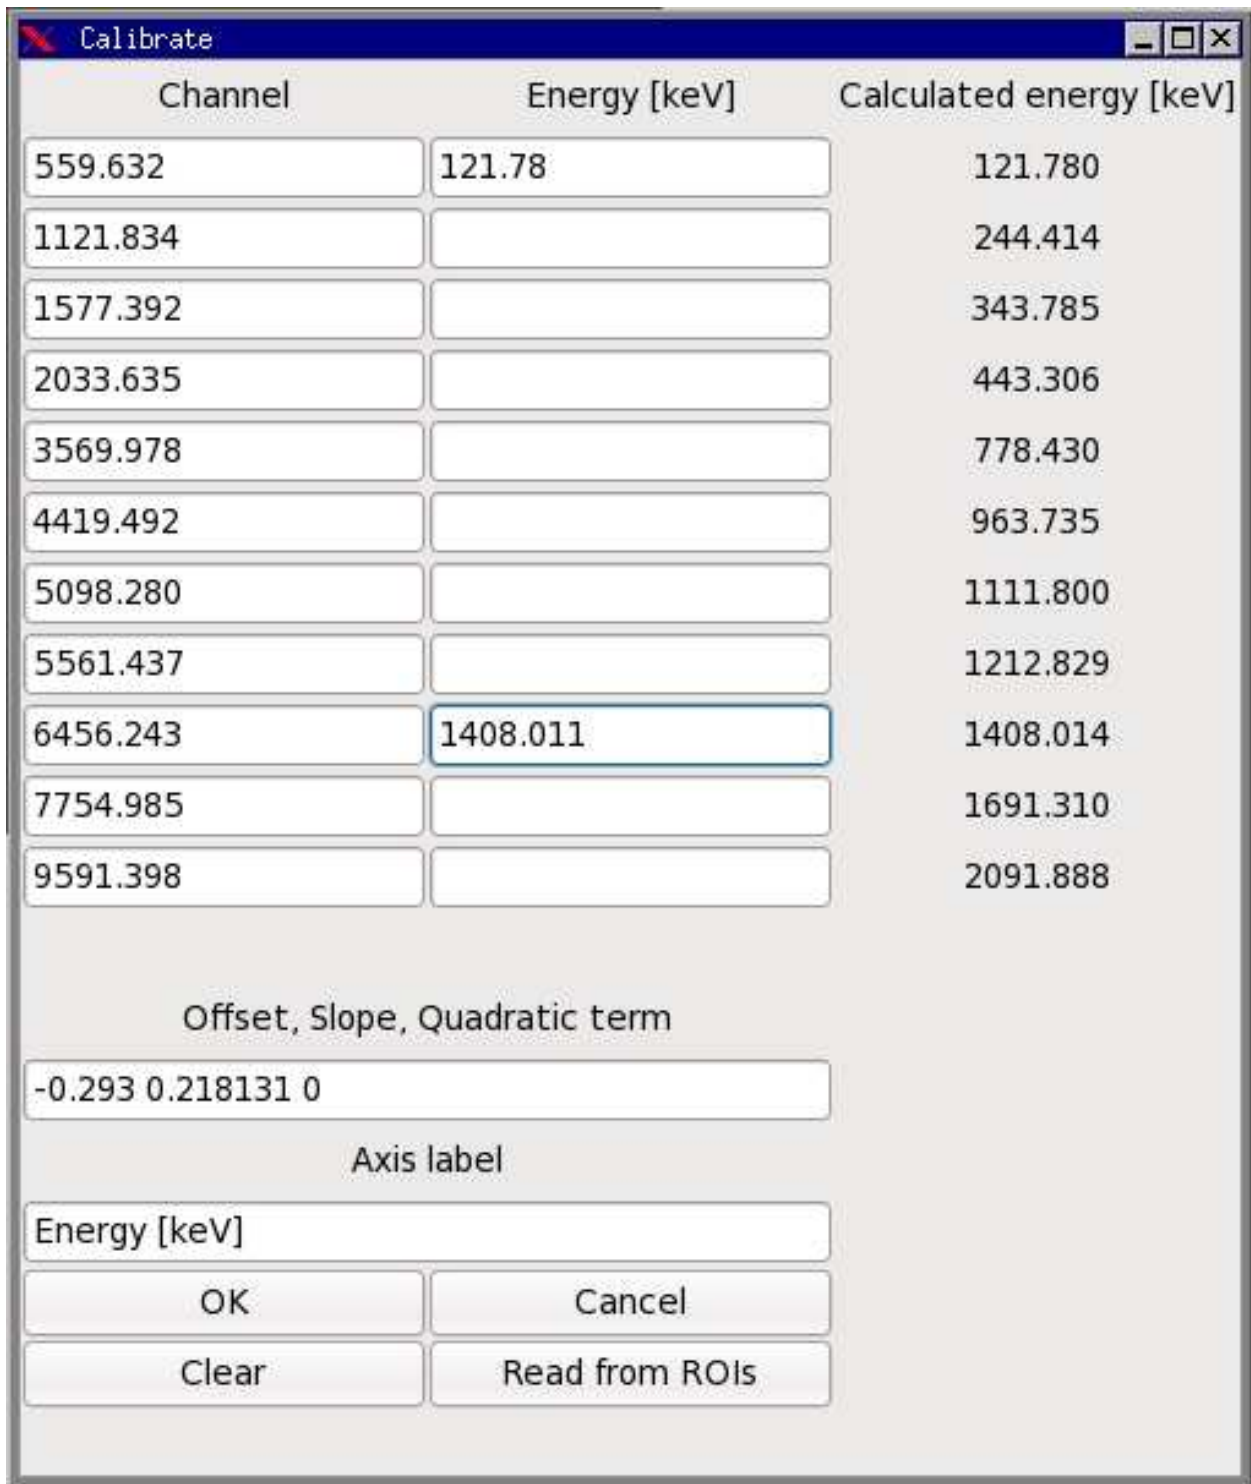 Calibrate
Channel Energy [keV] Calculated energy [keV]
559.632 121.78 121.780
1121.834 244.414
1577.392 343.785
2033.635 443.306
3569.978 778.430
4419.492 963.735
5098.280 1111.800
5561.437 1212.829
6456.243 1408.011 1408.014
7754.985 1691.310
9591.398 2091.888
Offset, Slope, Quadratic term
-0.293 0.218131 0
Axis label
Energy [keV]
OK Cancel
Clear Read from ROIs